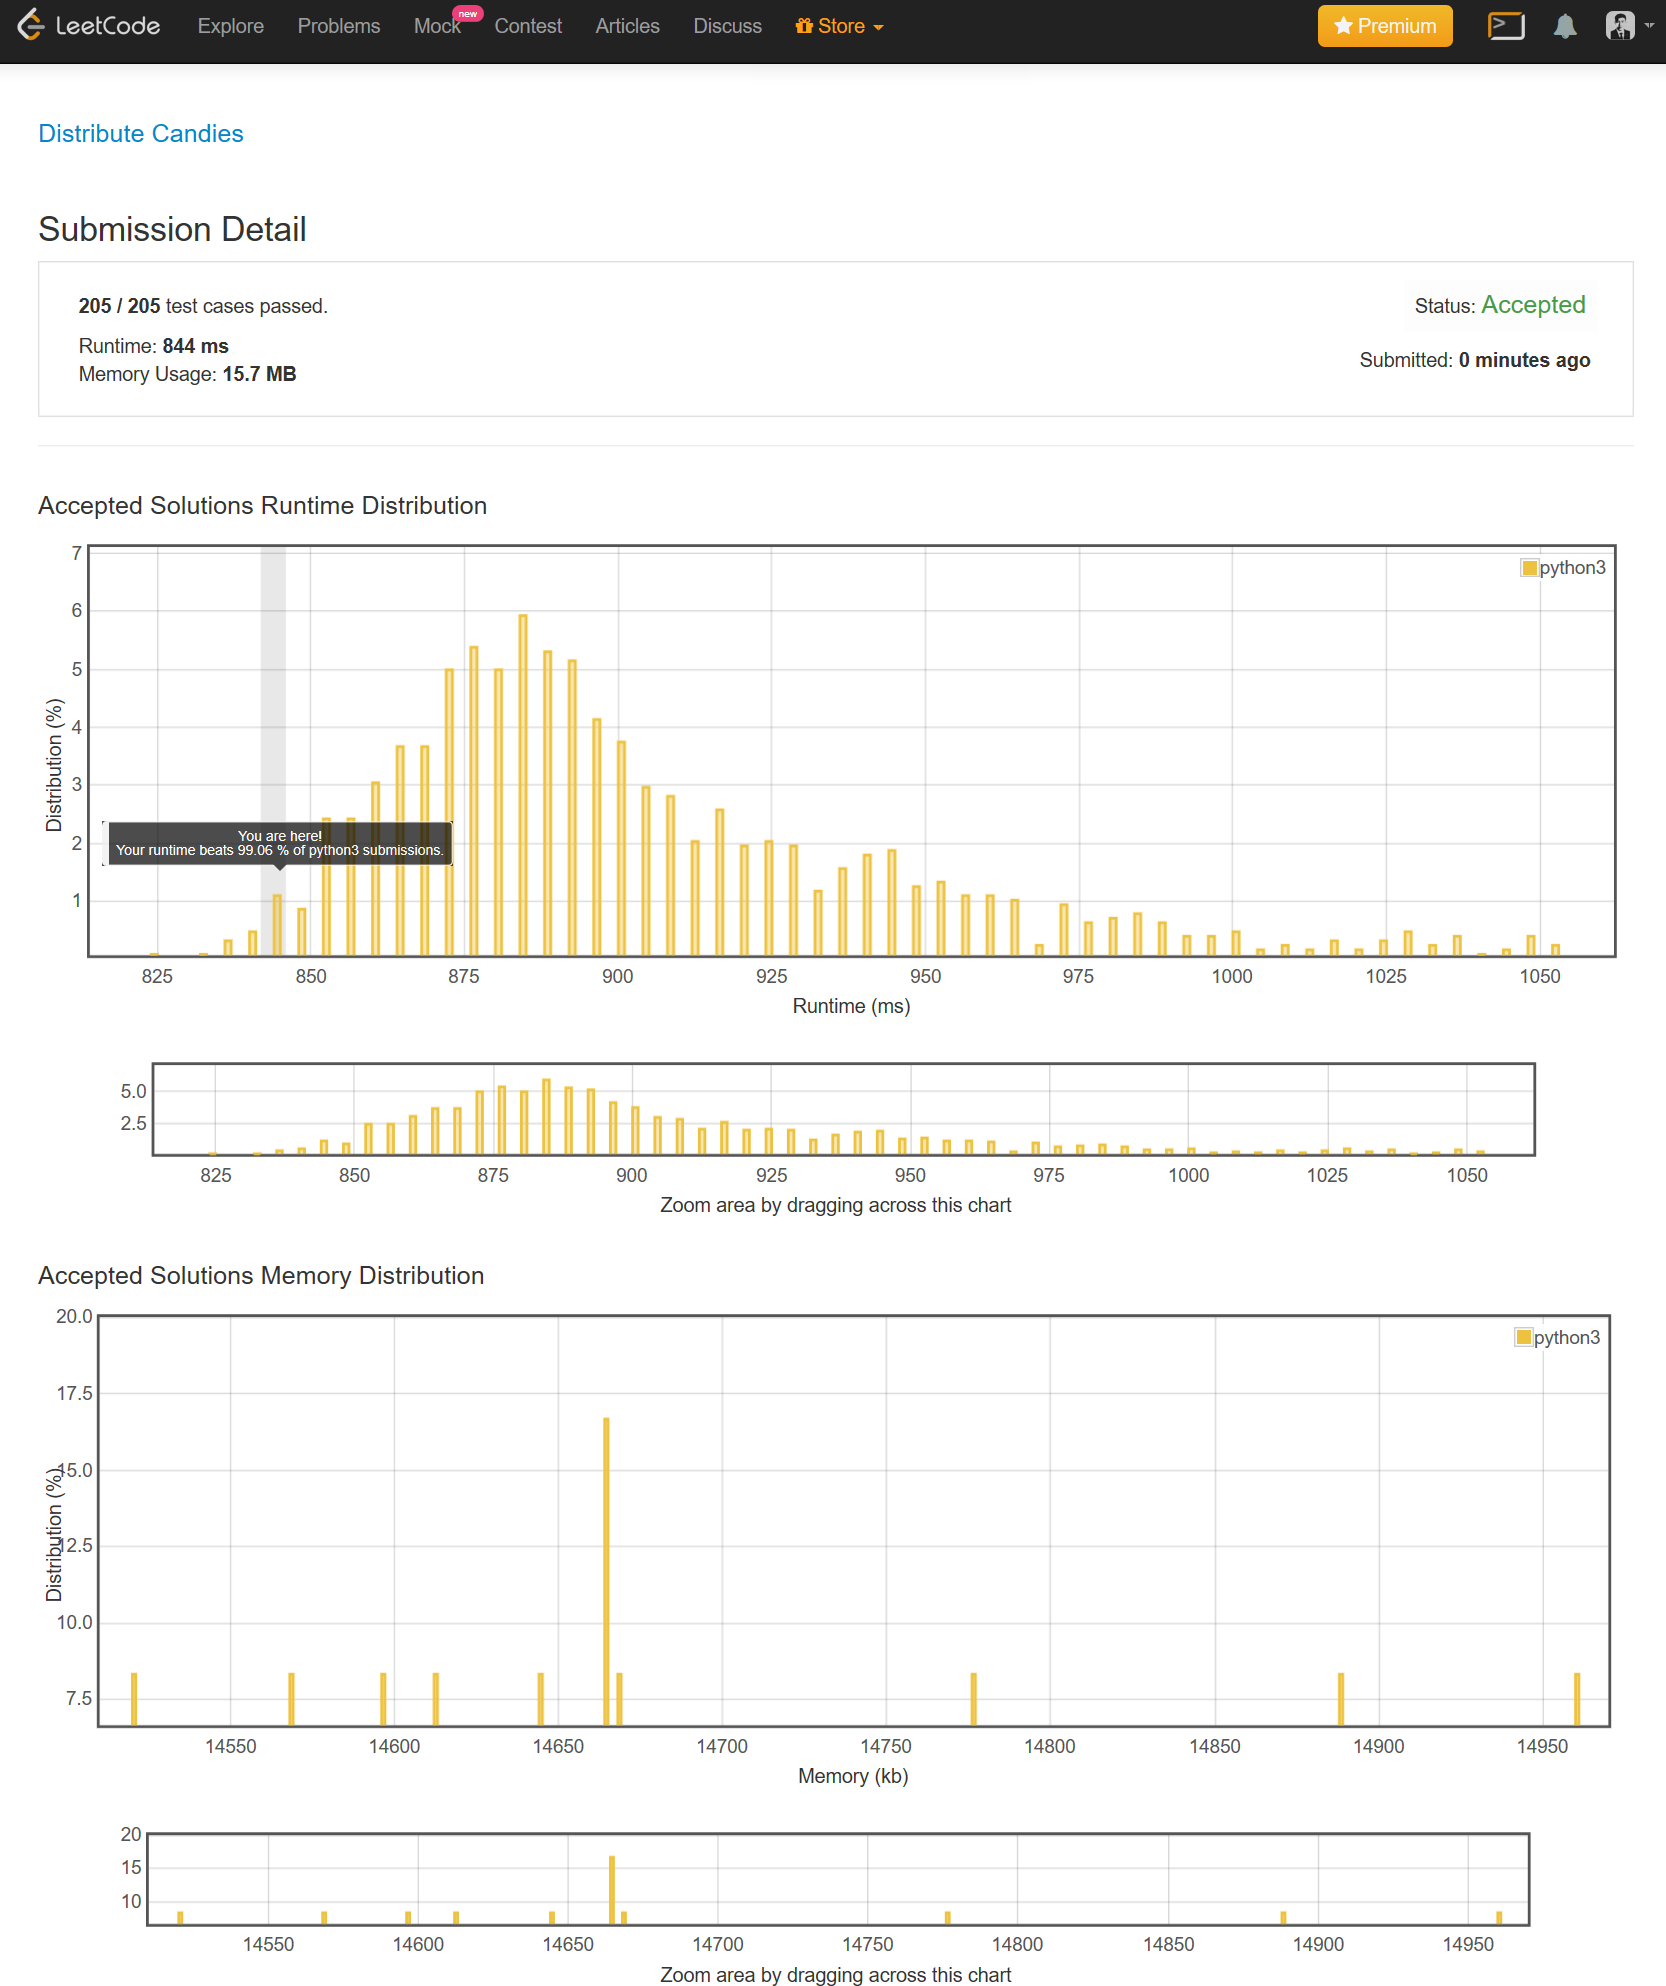 LeetCode Explore Problems Mock new Contest Articles Discuss Store Premium
Distribute Candies
Submission Detail
205 / 205 test cases passed.
Status: Accepted
Runtime: 844 ms
Submitted: 0 minutes ago
Memory Usage: 15.7 MB
Accepted Solutions Runtime Distribution
7
python3
6
5
4
3
2
1
Distribution (%)
You are here!
Your runtime beats 99.06 % of python3 submissions.
825 850 875 900 925 950 975 1000 1025 1050
Runtime (ms)
5.0
2.5
825 850 875 900 925 950 975 1000 1025 1050
Zoom area by dragging across this chart
Accepted Solutions Memory Distribution
20.0
python3
17.5
15.0
12.5
10.0
7.5
Distribution (%)
14550 14600 14650 14700 14750 14800 14850 14900 14950
Memory (kb)
20
15
10
14550 14600 14650 14700 14750 14800 14850 14900 14950
Zoom area by dragging across this chart